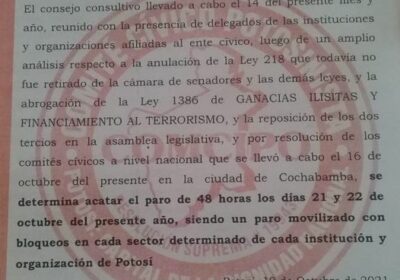 El consejo consultivo llevado a cabo el 14 del presente mes y
año, reunido con la presencia de delegados de las instituciones
y organizaciones afiliadas al ente cívico, luego de un amplio
análisis respecto a la anulación de la Ley 218 que todavía no
fue retirado de la cámara de senadores y las demás leyes, y la
abrogación de la Ley 1386 de GANACIAS ILISITAS Y
FINANCIAMIENTO AL TERRORISMO, y la reposición de los dos
tercios en la asamblea legislativa, y por resolución de los
comités cívicos a nivel nacional que se llevó a cabo el 16 de
octubre del presente en la ciudad de Cochabamba, se
determina acatar el paro de 48 horas los días 21 y 22 de
octubre del presente año, siendo un paro movilizado con
bloqueos en cada sector determinado de cada institución y
organización de Potosí